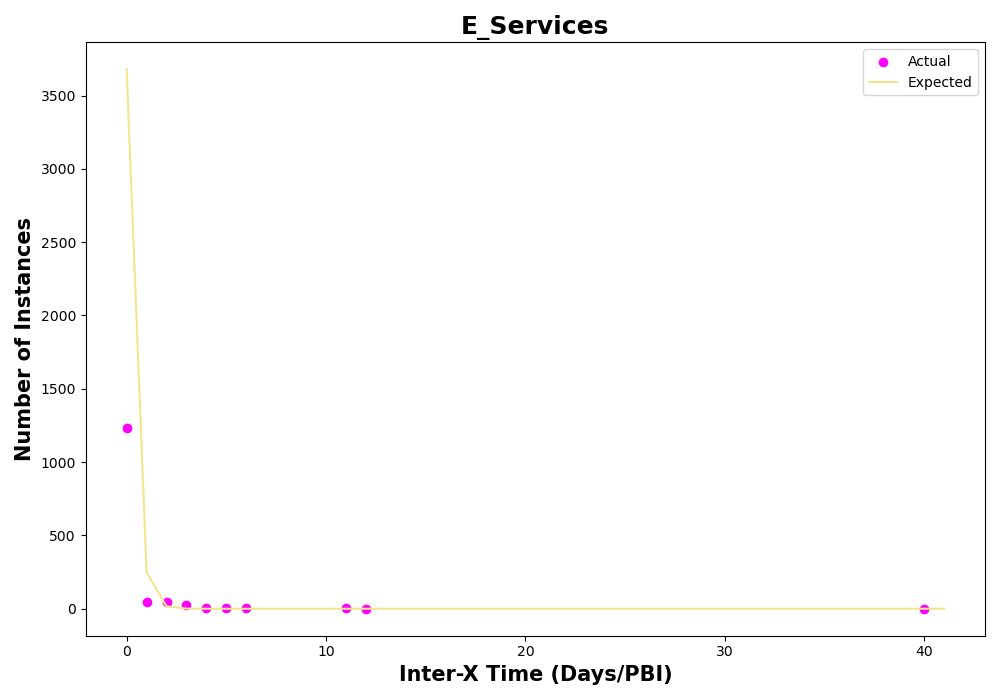 E_Services
Actual
Expected
Number of Instances
3500
3000
2500
2000
1500
1000
500
0
0 10 20 30 40
Inter-X Time (Days/PBI)